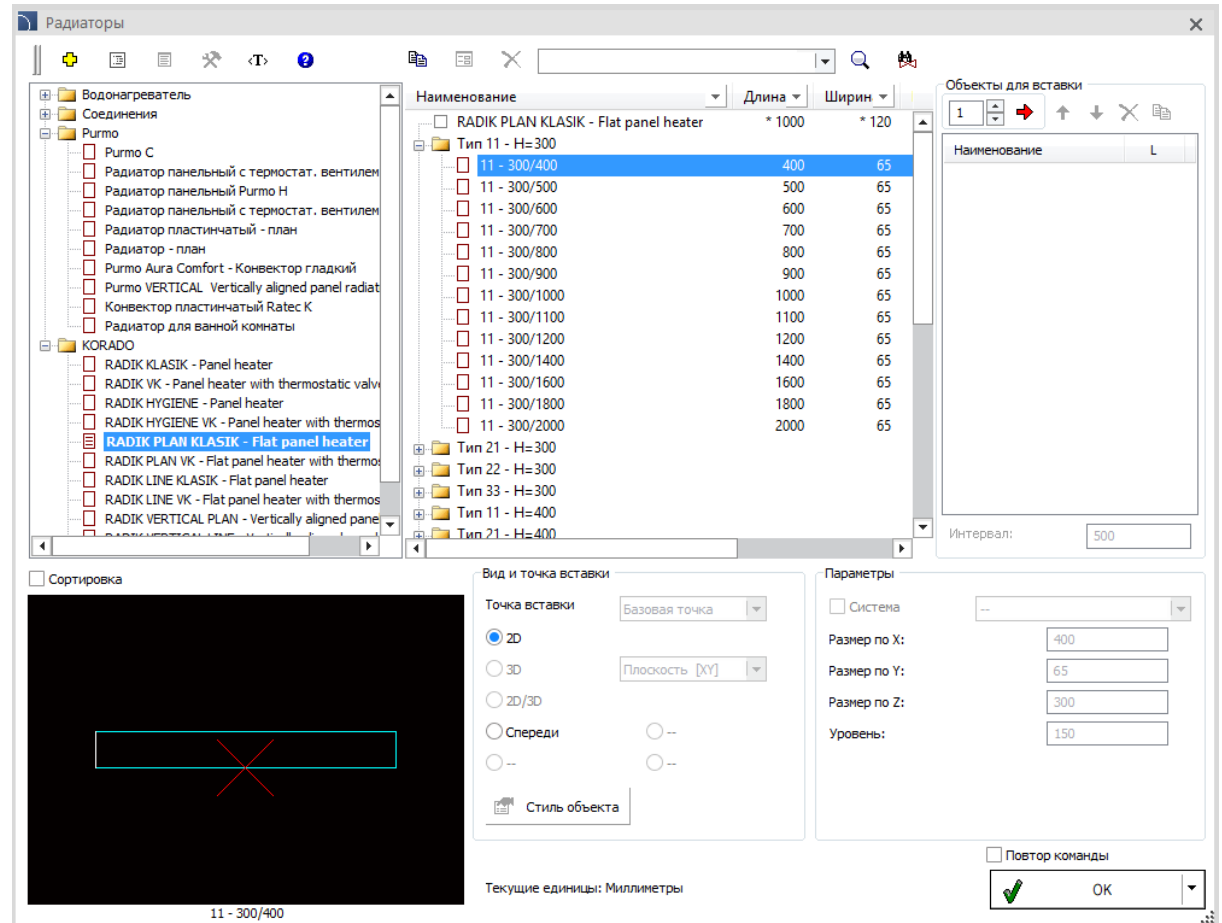 Радиаторы
<T>
Водонагреватель
Соединения
Purmo
Purmo C
Радиатор панельный с термостат. вентилем
Радиатор панельный Purmo H
Радиатор панельный с термостат. вентилем
Радиатор пластинчатый - план
Радиатор - план
Purmo Aura Comfort - Конвектор гладкий
Purmo VERTICAL Vertically aligned panel radiat
Конвектор пластинчатый Ratec K
Радиатор для ванной комнаты
KORADO
RADIK KLASIK - Panel heater
RADIK VK - Panel heater with thermostatic valv
RADIK HYGIENE - Panel heater
RADIK HYGIENE VK - Panel heater with thermos
RADIK PLAN KLASIK - Flat panel heater
RADIK PLAN VK - Flat panel heater with thermos
RADIK LINE KLASIK - Flat panel heater
RADIK LINE VK - Flat panel heater with thermos
RADIK VERTICAL PLAN - Vertically aligned pane
Наименование Длина Ширин
RADIK PLAN KLASIK - Flat panel heater * 1000 * 120
Тип 11 - H=300
11 - 300/400 400 65
11 - 300/500 500 65
11 - 300/600 600 65
11 - 300/700 700 65
11 - 300/800 800 65
11 - 300/900 900 65
11 - 300/1000 1000 65
11 - 300/1100 1100 65
11 - 300/1200 1200 65
11 - 300/1400 1400 65
11 - 300/1600 1600 65
11 - 300/1800 1800 65
11 - 300/2000 2000 65
Тип 21 - H=300
Тип 22 - H=300
Тип 33 - H=300
Тип 11 - H=400
Тип 21 - H=400
Объекты для вставки
1
Наименование L
Интервал: 500
Сортировка
11 - 300/400
Вид и точка вставки
Точка вставки Базовая точка
2D
3D Плоскость [XY]
2D/3D
Спереди --
-- --
Стиль объекта
Параметры
Система --
Размер по X: 400
Размер по Y: 65
Размер по Z: 300
Уровень: 150
Текущие единицы: Миллиметры
Повтор команды
OK